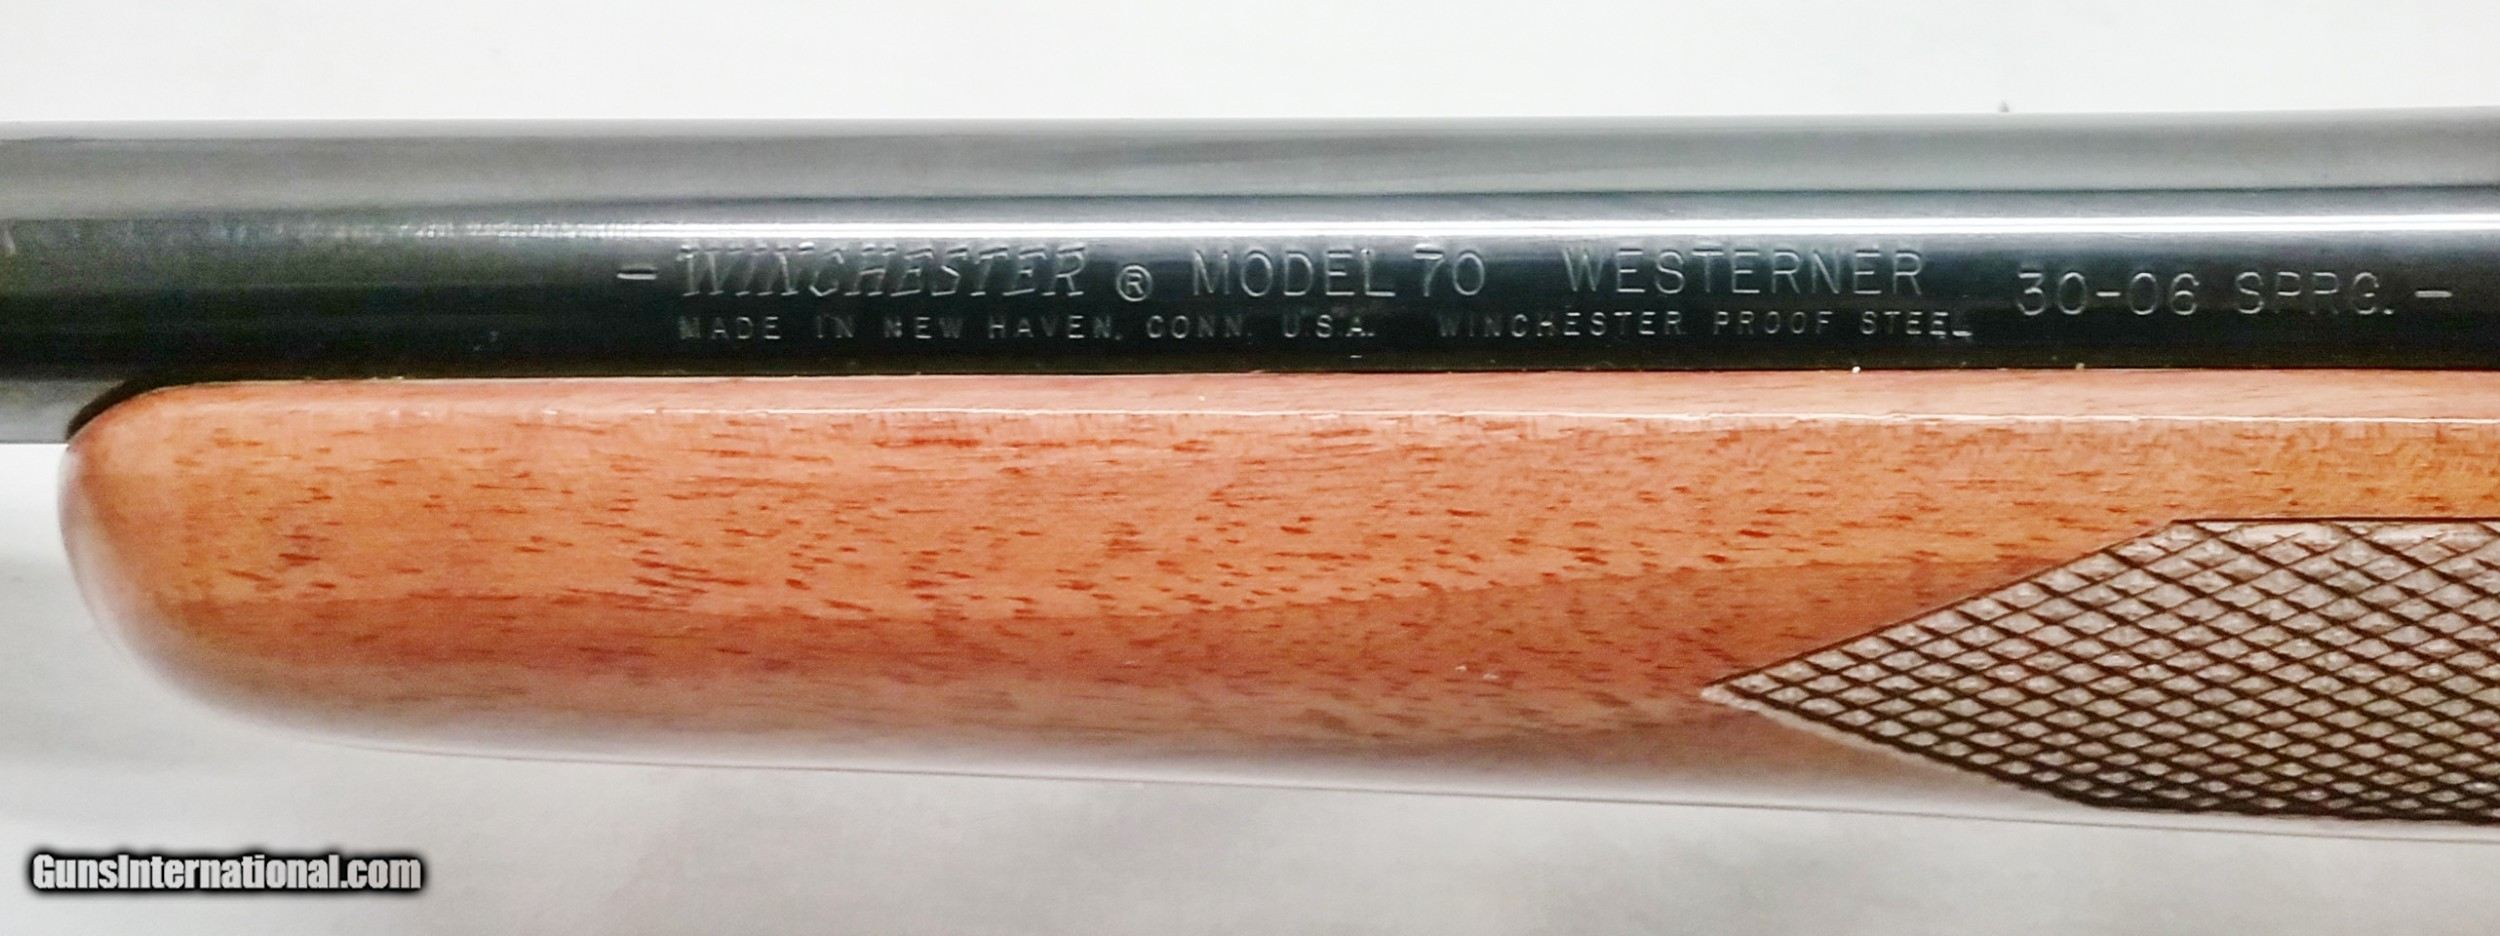 - WINCHESTER ® MODEL 70 WESTERNER 30-06 SPRG. -
MADE IN NEW HAVEN, CONN. U.S.A. WINCHESTER PROOF STEEL
GunsInternational.com